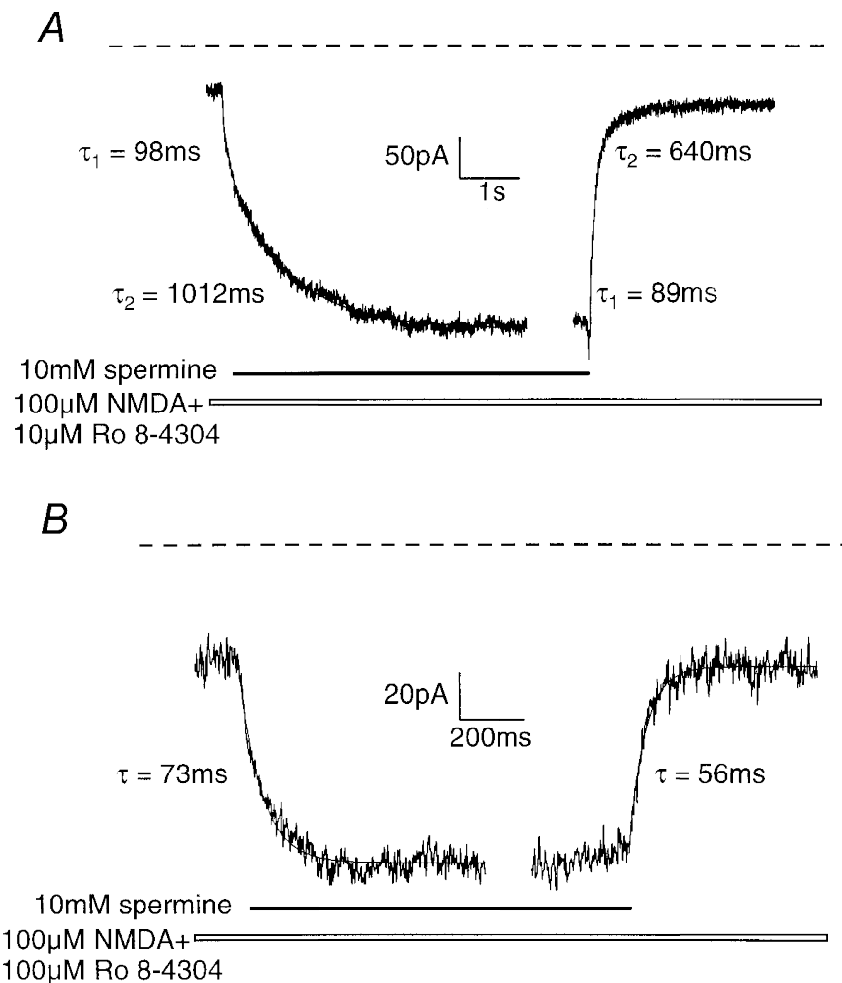 A
τ1 = 98ms
50pA
1s
τ2 = 640ms
τ2 = 1012ms
τ1 = 89ms
10mM spermine
100µM NMDA+
10µM Ro 8-4304
B
20pA
200ms
τ = 73ms
τ = 56ms
10mM spermine
100µM NMDA+
100µM Ro 8-4304